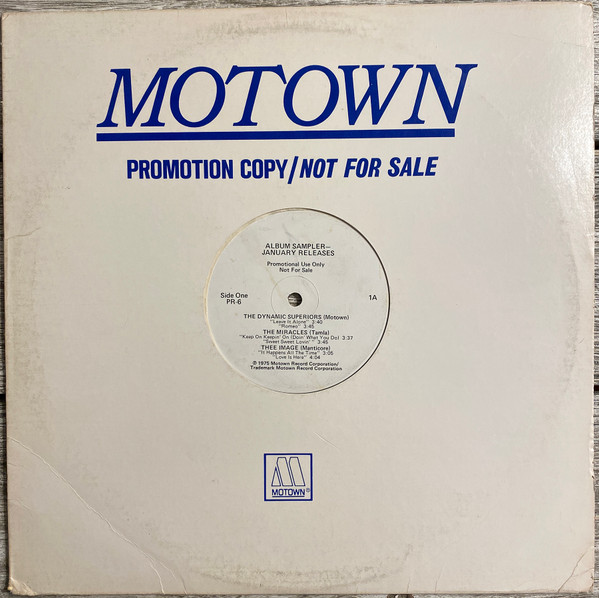 MOTOWN
PROMOTION COPY/NOT FOR SALE
ALBUM SAMPLER—
JANUARY RELEASES
Promotional Use Only
Not For Sale
Side One
PR-6
1A
THE DYNAMIC SUPERIORS (Motown)
"Leave It Alone" 3:40
"Romeo" 3:45
THE MIRACLES (Tamla)
"Keep On Keepin' On (Doin' What You Do) 3:37
"Sweet Sweet Lovin'" 3:46
THEE IMAGE (Manticore)
"It Happens All The Time" 3:05
"Love Is Here" 4:04
℗ 1975 Motown Record Corporation/
Trademark Motown Record Corporation
MOTOWN®